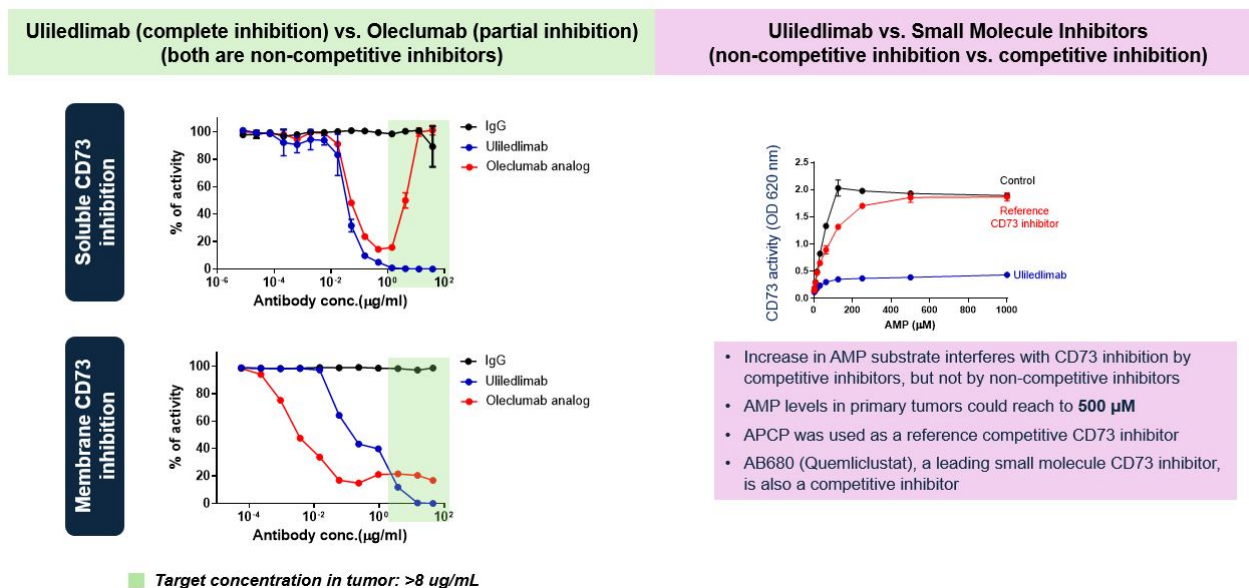 Uliledlimab (complete inhibition) vs. Oleclumab (partial inhibition)
(both are non-competitive inhibitors)
Uliledlimab vs. Small Molecule Inhibitors
(non-competitive inhibition vs. competitive inhibition)
Soluble CD73
inhibition
% of activity
100
80
60
40
20
0
10⁻⁶
10⁻⁴
10⁻²
10⁰
10²
Antibody conc.(µg/ml)
IgG
Uliledlimab
Oleclumab analog
Membrane CD73
inhibition
% of activity
100
80
60
40
20
0
10⁻⁴
10⁻²
10⁰
10²
Antibody conc.(µg/ml)
IgG
Uliledlimab
Oleclumab analog
Target concentration in tumor: >8 ug/mL
CD73 activity (OD 620 nm)
2.5
2.0
1.5
1.0
0.5
0.0
0
200
400
600
800
1000
AMP (µM)
Control
Reference
CD73 inhibitor
Uliledlimab
• Increase in AMP substrate interferes with CD73 inhibition by
competitive inhibitors, but not by non-competitive inhibitors
• AMP levels in primary tumors could reach to 500 µM
• APCP was used as a reference competitive CD73 inhibitor
• AB680 (Quemliclustat), a leading small molecule CD73 inhibitor,
is also a competitive inhibitor